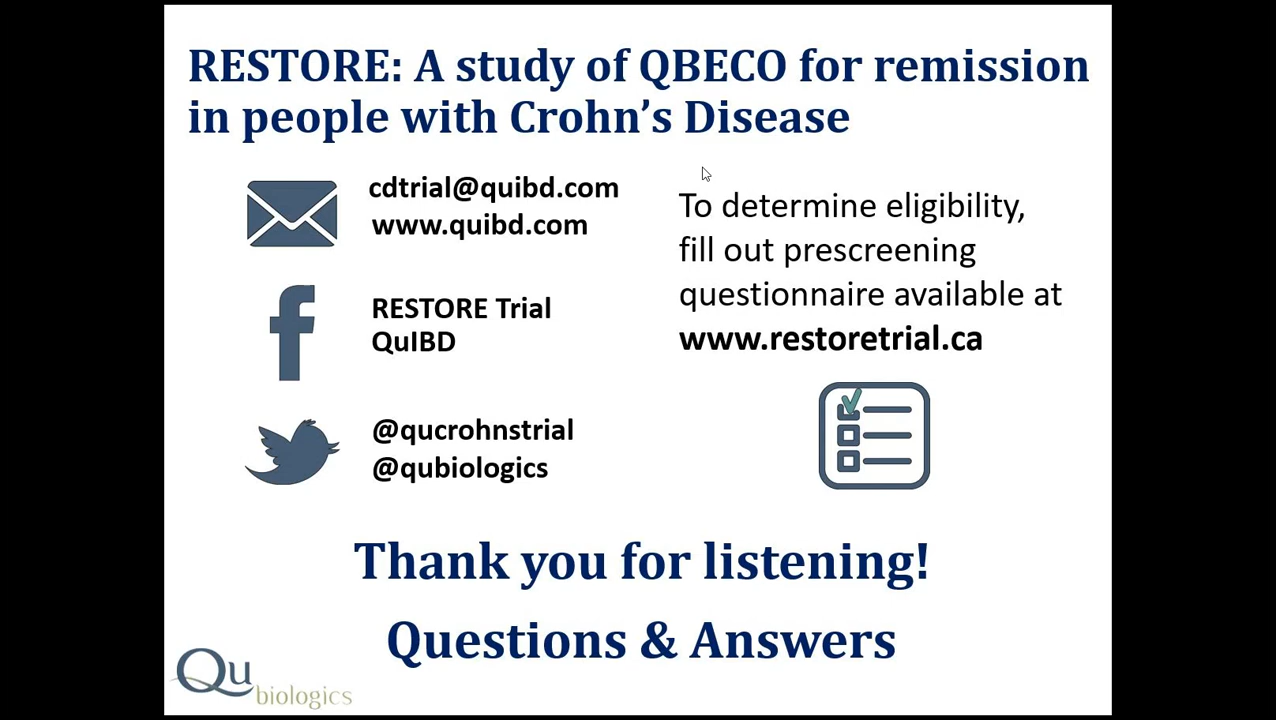 RESTORE: A study of QBECO for remission
in people with Crohn's Disease
cdtrial@quibd.com
www.quibd.com
RESTORE Trial
QuIBD
@qucrohnstrial
@qubiologics
To determine eligibility,
fill out prescreening
questionnaire available at
www.restoretrial.ca
Thank you for listening!
Questions & Answers
Qu
biologics